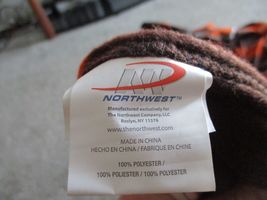 NORTHWEST™
Manufactured exclusively for
The Northwest Company, LLC
Roslyn, NY 11576
www.thenorthwest.com
MADE IN CHINA
HECHO EN CHINA / FABRIQUE EN CHINE
100% POLYESTER /
100% POLIESTER / 100% POLYESTER